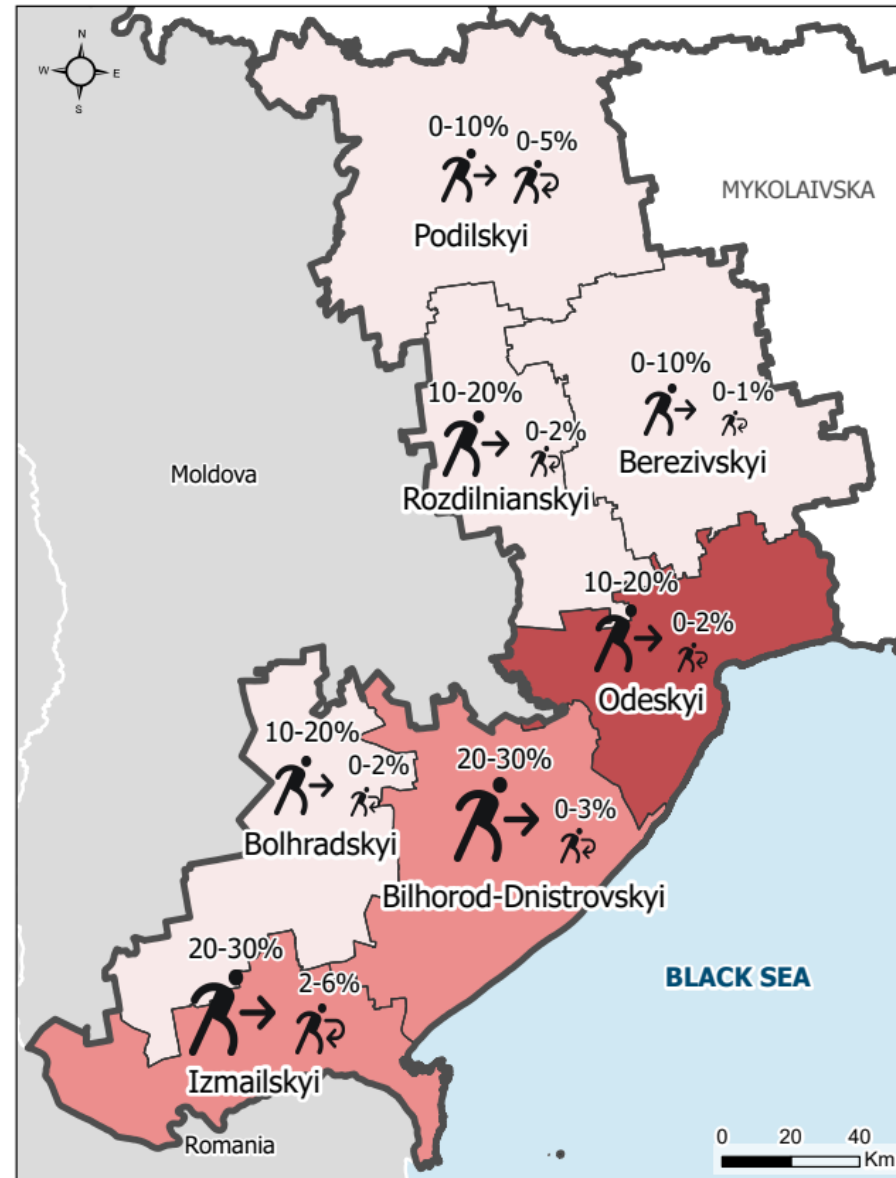 N
W E
S
0-10%
0-5%
Podilskyi
MYKOLAIVSKA
0-10%
0-1%
Berezivskyi
10-20%
0-2%
Rozdilnianskyi
Moldova
10-20%
0-2%
Odeskyi
10-20%
0-2%
Bolhradskyi
20-30%
0-3%
Bilhorod-Dnistrovskyi
20-30%
2-6%
Izmailskyi
BLACK SEA
Romania
0 20 40
Km